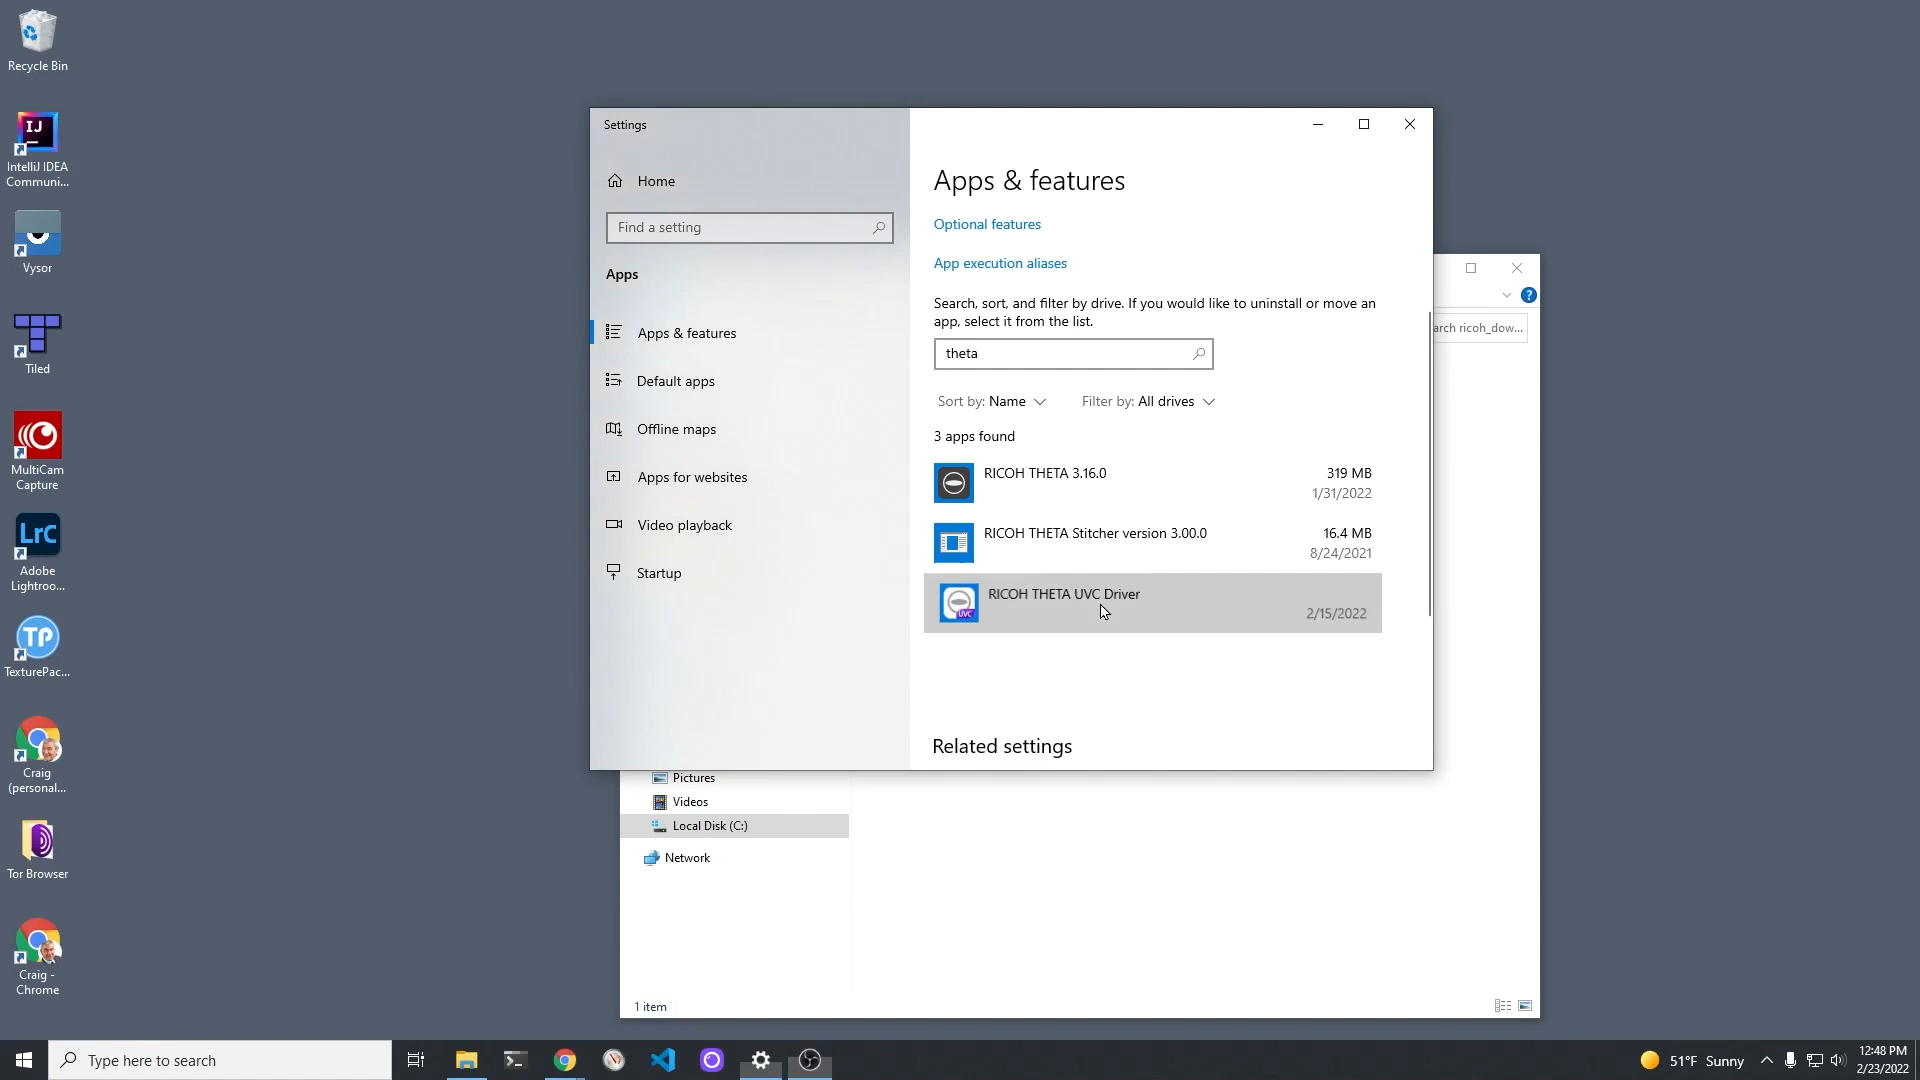 Recycle Bin
IJ
IntelliJ IDEA
Communi...
Vysor
Tiled
MultiCam
Capture
LrC
Adobe
Lightroo...
TP
TexturePac...
Craig
(personal...
Tor Browser
Craig -
Chrome
Settings
Home
Find a setting
Apps
Apps & features
Default apps
Offline maps
Apps for websites
Video playback
Startup
Apps & features
Optional features
App execution aliases
Search, sort, and filter by drive. If you would like to uninstall or move an
app, select it from the list.
theta
Sort by: Name
Filter by: All drives
3 apps found
RICOH THETA 3.16.0
319 MB
1/31/2022
RICOH THETA Stitcher version 3.00.0
16.4 MB
8/24/2021
UVC
RICOH THETA UVC Driver
2/15/2022
Related settings
?
arch ricoh_dow...
Pictures
Videos
Local Disk (C:)
Network
1 item
Type here to search
51°F Sunny
12:48 PM
2/23/2022